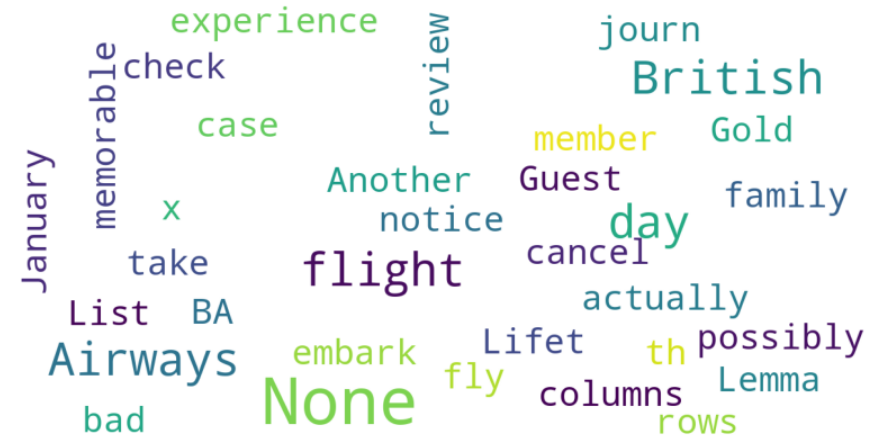 experience
journ
review
memorable
check
British
case
member
Gold
January
Another
Guest
family
x
notice
day
take
flight
cancel
List
BA
actually
Airways
embark
Lifet
th
possibly
None
fly
columns
Lemma
bad
rows